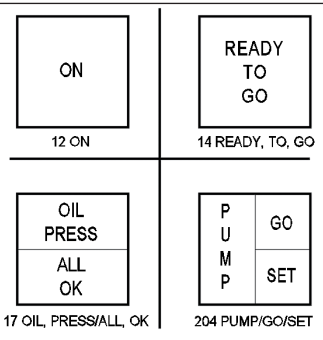 ON
12 ON
READY
TO
GO
14 READY, TO, GO
OIL
PRESS
ALL
OK
17 OIL, PRESS/ALL, OK
P
U
M
P
GO
SET
204 PUMP/GO/SET